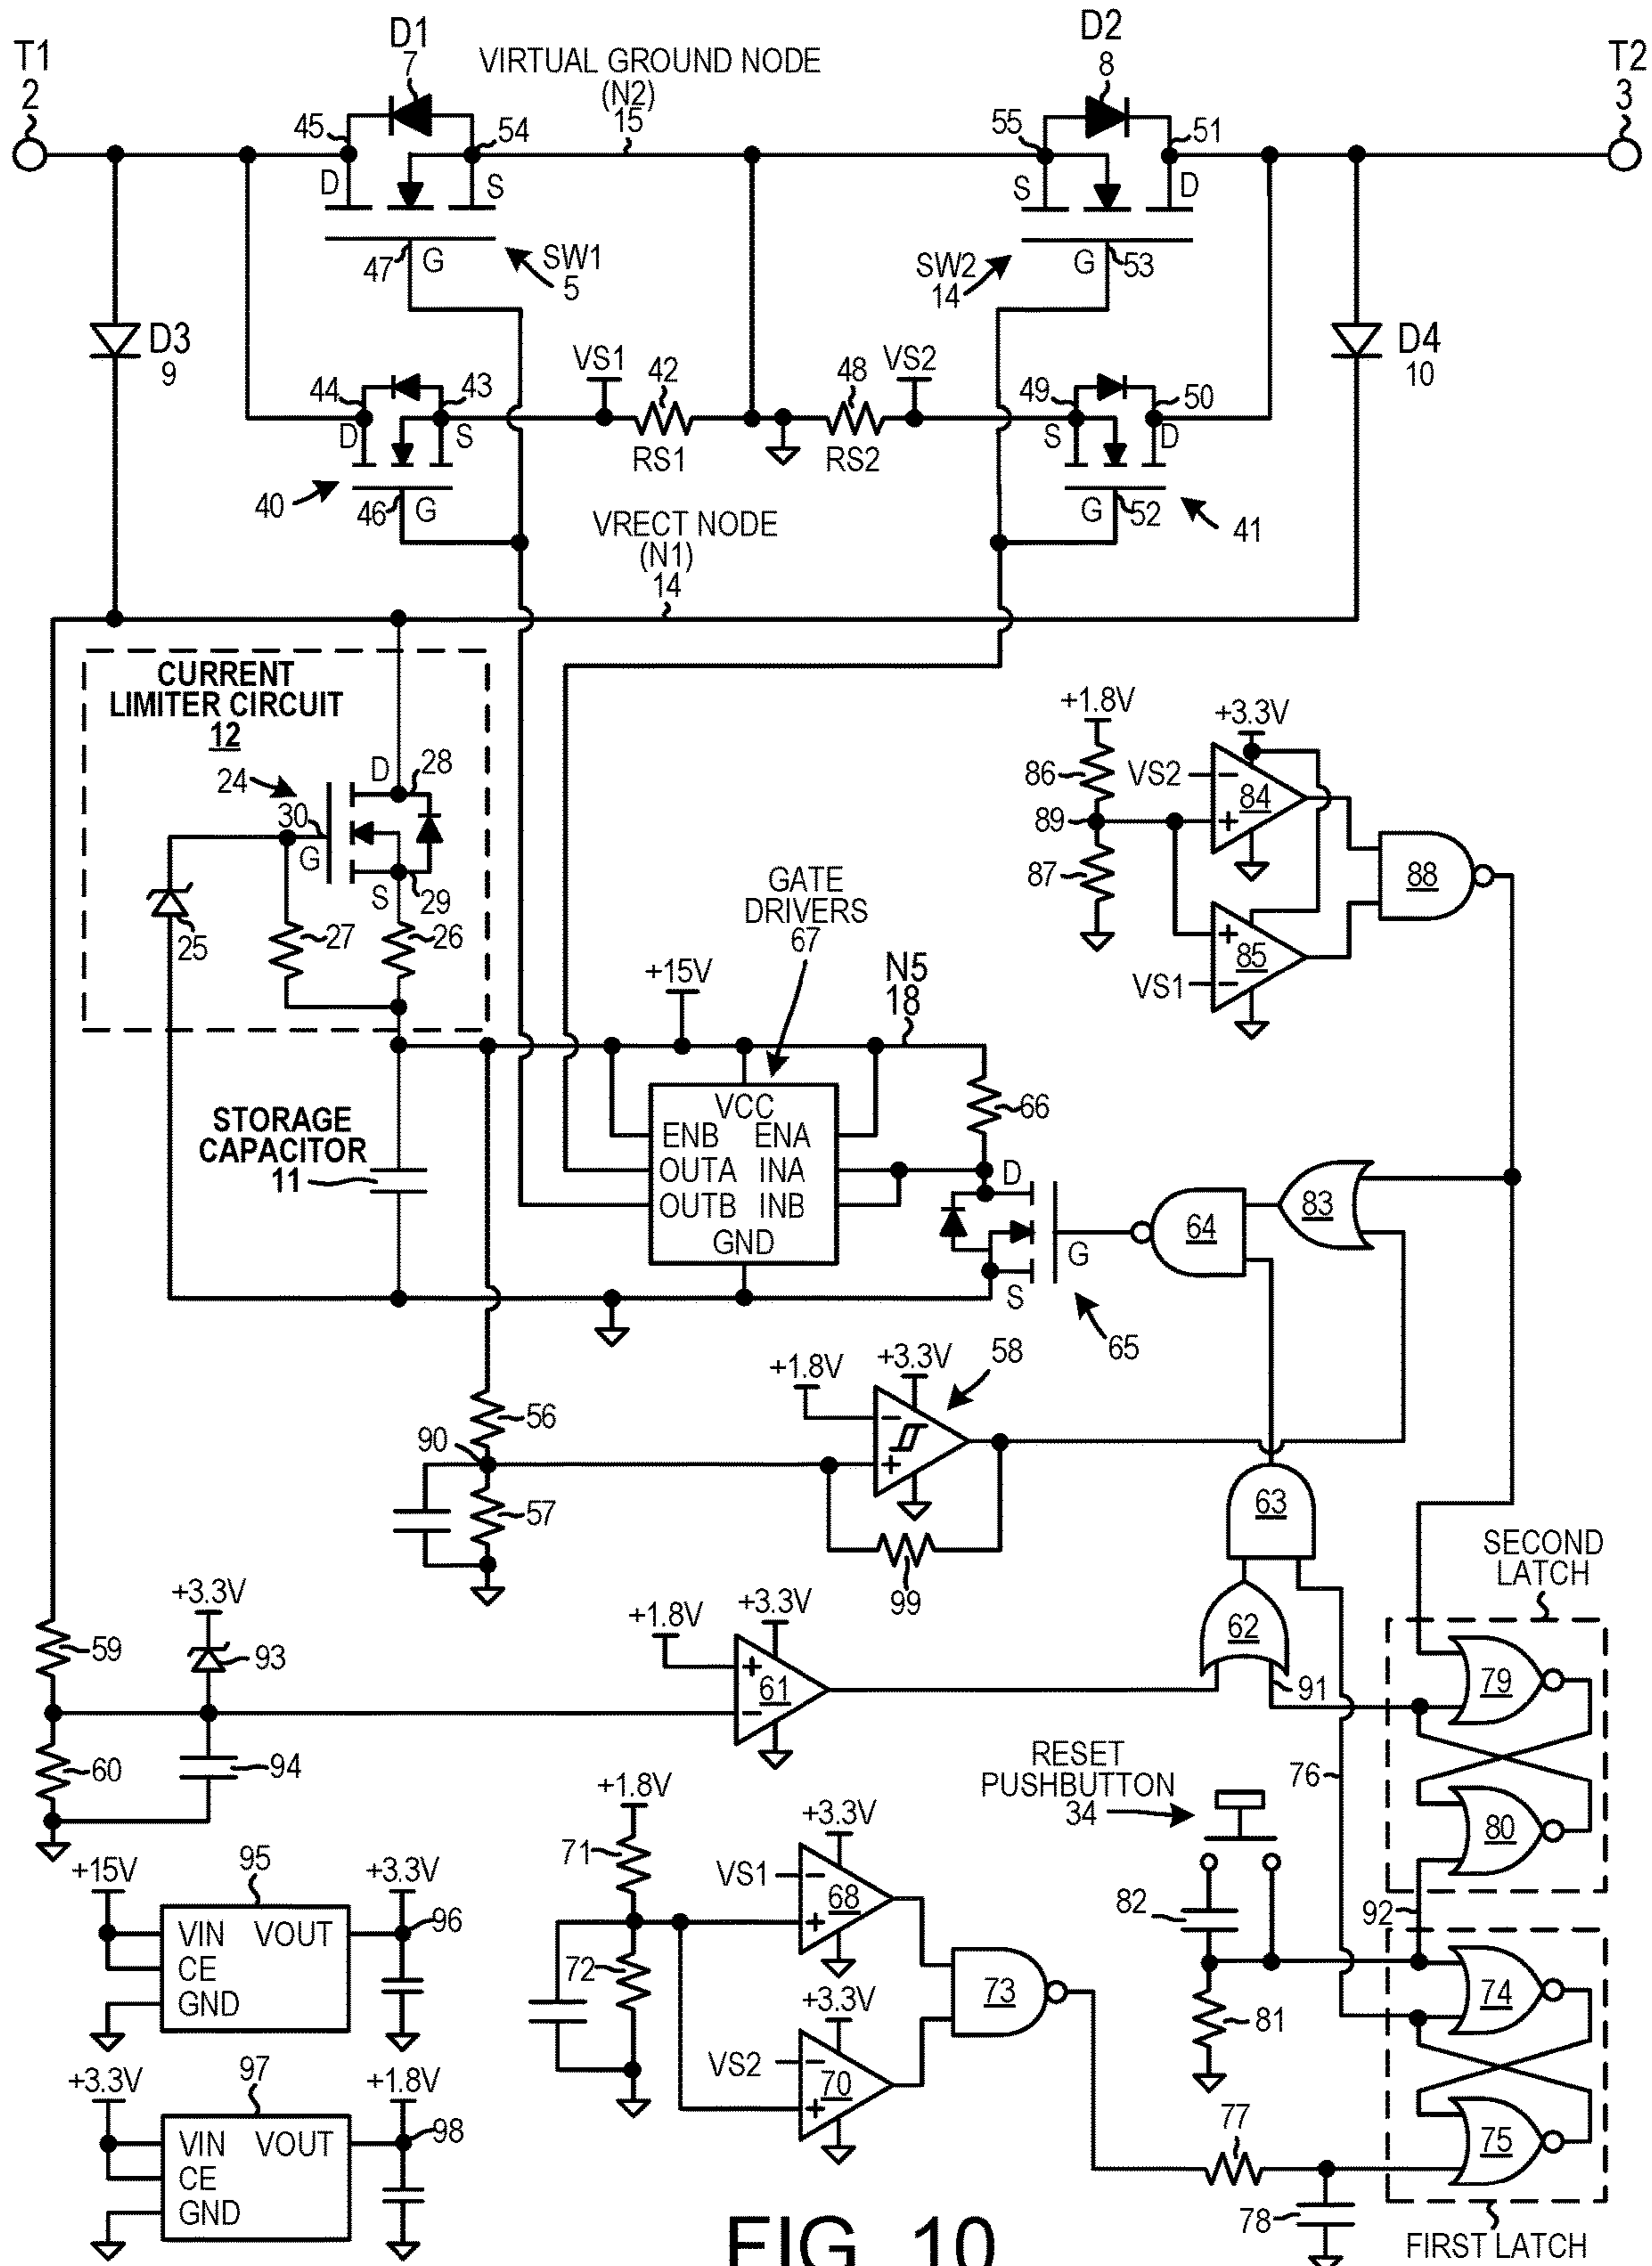 T1
2
D1
7
VIRTUAL GROUND NODE
(N2)
15
D2
8
T2
3
45
54
55
51
D
S
S
D
47
G
SW1
5
SW2
14
G
53
D3
9
D4
10
44
43
VS1
42
48
VS2
49
50
D
S
RS1
RS2
S
D
40
46
G
G
52
41
VRECT NODE
(N1)
14
CURRENT
LIMITER CIRCUIT
12
24
D
28
30
G
S
29
25
27
26
+1.8V
+3.3V
86
VS2
−
84
89
+
87
88
+
85
VS1
−
GATE
DRIVERS
67
+15V
N5
18
STORAGE
CAPACITOR
11
VCC
ENB
ENA
OUTA
INA
OUTB
INB
GND
66
D
G
S
65
64
83
+1.8V
+3.3V
58
−
+
56
90
57
99
63
SECOND
LATCH
+3.3V
59
93
+1.8V
+3.3V
+
61
−
62
91
79
60
94
RESET
PUSHBUTTON
34
76
80
+15V
95
+3.3V
VIN
VOUT
96
CE
GND
+1.8V
71
+3.3V
VS1
−
68
+
72
+3.3V
73
VS2
−
70
+
82
92
74
81
+3.3V
97
+1.8V
VIN
VOUT
98
CE
GND
77
75
78
FIRST LATCH
FIG. 10